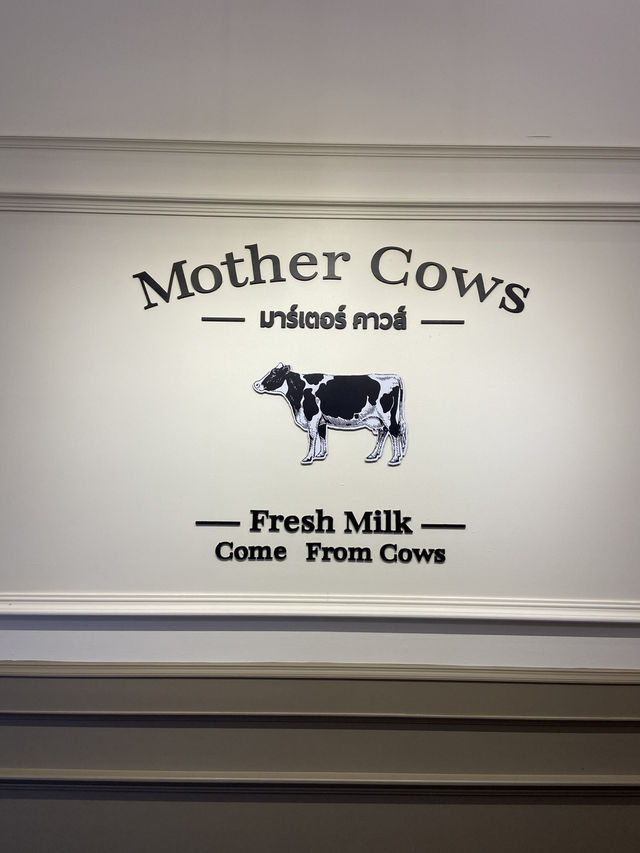 Mother Cows
มาร์เตอร์ คาวส์
Fresh Milk
Come From Cows